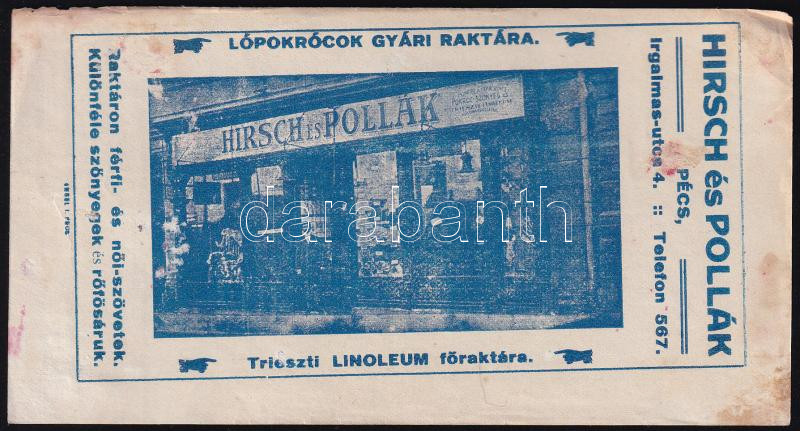 LÓPOKRÓCOK GYÁRI RAKTÁRA.
HIRSCH ÉS POLLÁK
Trieszti LINOLEUM főraktára.
HIRSCH és POLLÁK
PÉCS,
Irgalmas-utca 4. :: Telefon 567.
Raktáron férfi- és női-szövetek.
Különféle szőnyegek és rőfösáruk.
darabanth